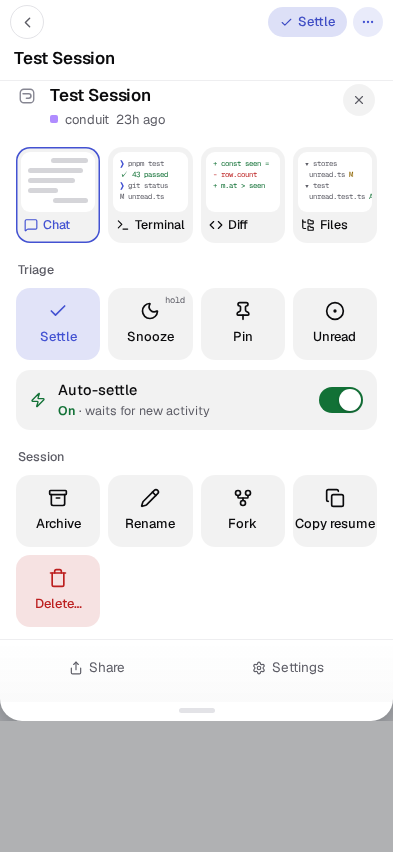 Settle
Test Session
Test Session
conduit 23h ago
❯ pnpm test
✓ 43 passed
❯ git status
M unread.ts
+ const seen =
- row.count
+ m.at > seen
▾ stores
unread.ts M
▾ test
unread.test.ts A
Chat
Terminal
Diff
Files
Triage
Settle
hold
Snooze
Pin
Unread
Auto-settle
On · waits for new activity
Session
Archive
Rename
Fork
Copy resume
Delete...
Share
Settings